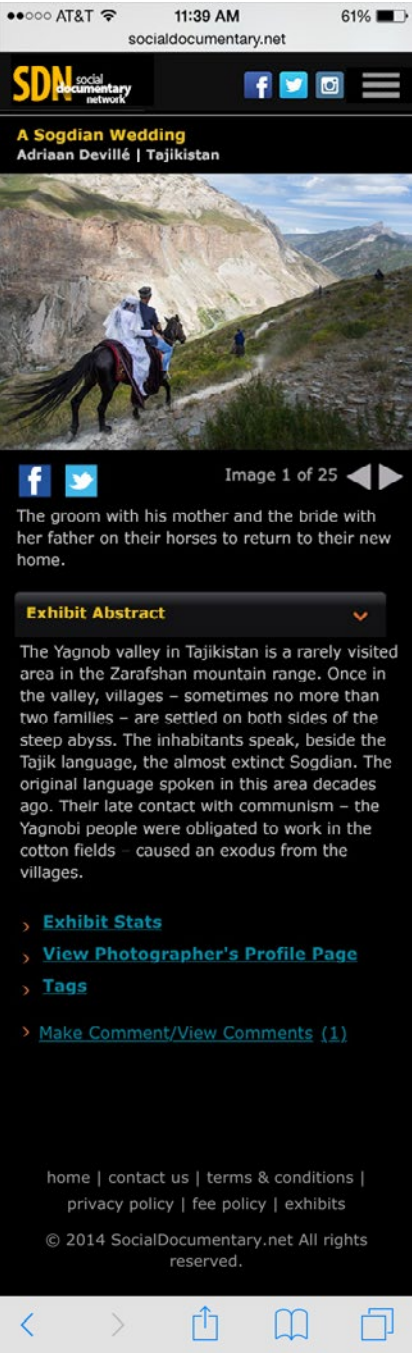 AT&T 11:39 AM 61%
socialdocumentary.net
SDN social
documentary
network
A Sogdian Wedding
Adriaan Devillé | Tajikistan
Image 1 of 25
The groom with his mother and the bride with
her father on their horses to return to their new
home.
Exhibit Abstract
The Yagnob valley in Tajikistan is a rarely visited
area in the Zarafshan mountain range. Once in
the valley, villages – sometimes no more than
two families – are settled on both sides of the
steep abyss. The inhabitants speak, beside the
Tajik language, the almost extinct Sogdian. The
original language spoken in this area decades
ago. Their late contact with communism – the
Yagnobi people were obligated to work in the
cotton fields – caused an exodus from the
villages.
Exhibit Stats
View Photographer's Profile Page
Tags
Make Comment/View Comments (1)
home | contact us | terms & conditions |
privacy policy | fee policy | exhibits
© 2014 SocialDocumentary.net All rights
reserved.